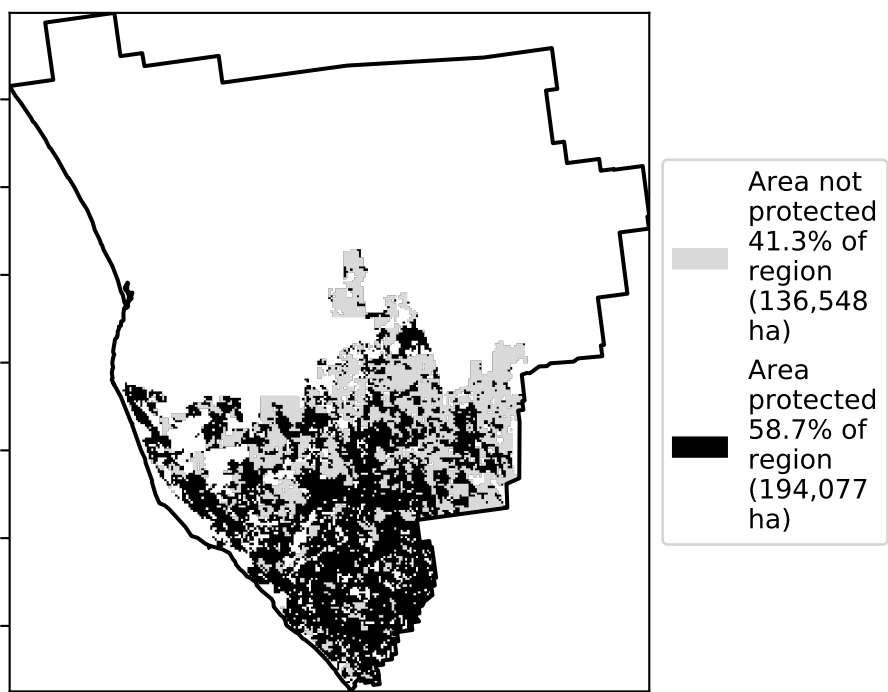 Area not
protected
41.3% of
region
(136,548
ha)
Area
protected
58.7% of
region
(194,077
ha)